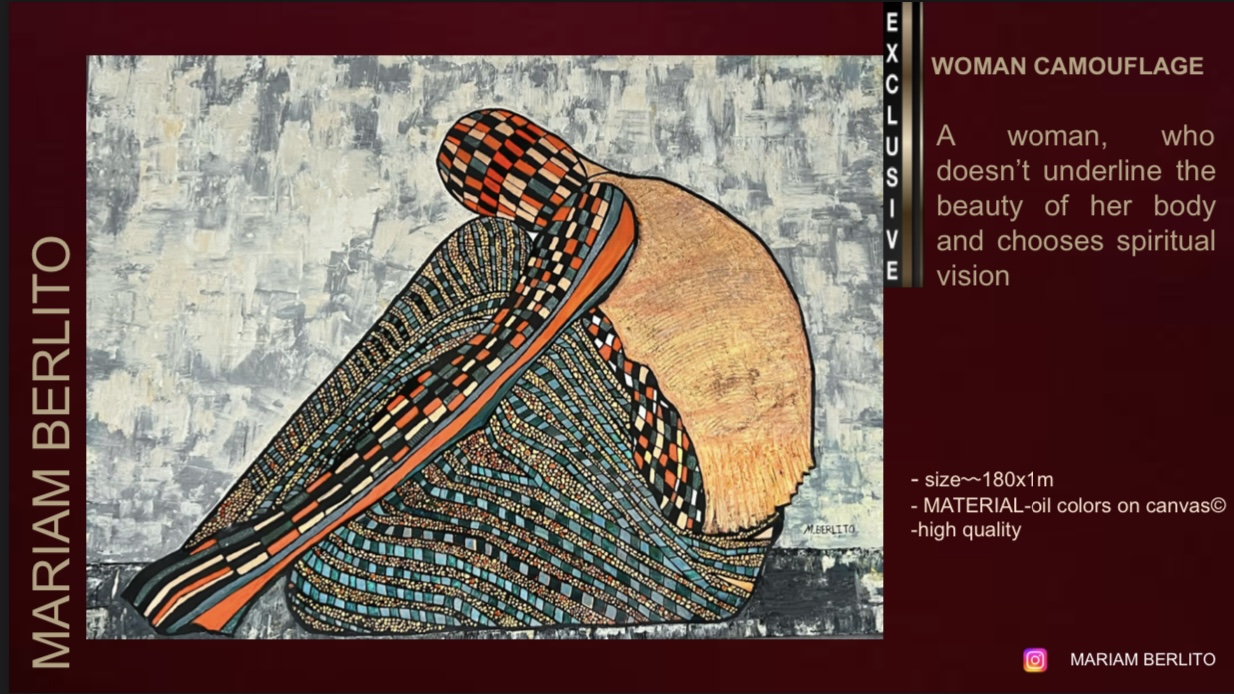 MARIAM BERLITO
M.BERLITO
EXCLUSIVE
WOMAN CAMOUFLAGE
A woman, who
doesn’t underline the
beauty of her body
and chooses spiritual
vision
- size~~180x1m
- MATERIAL-oil colors on canvas©
-high quality
MARIAM BERLITO